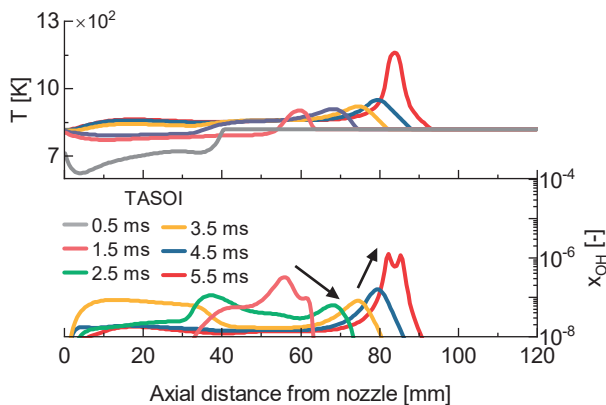 13 ×10²
T [K]
10
7
10⁻⁴
TASOI
0.5 ms 3.5 ms
1.5 ms 4.5 ms
2.5 ms 5.5 ms
10⁻⁶
xOH [-]
10⁻⁸
0 20 40 60 80 100 120
Axial distance from nozzle [mm]